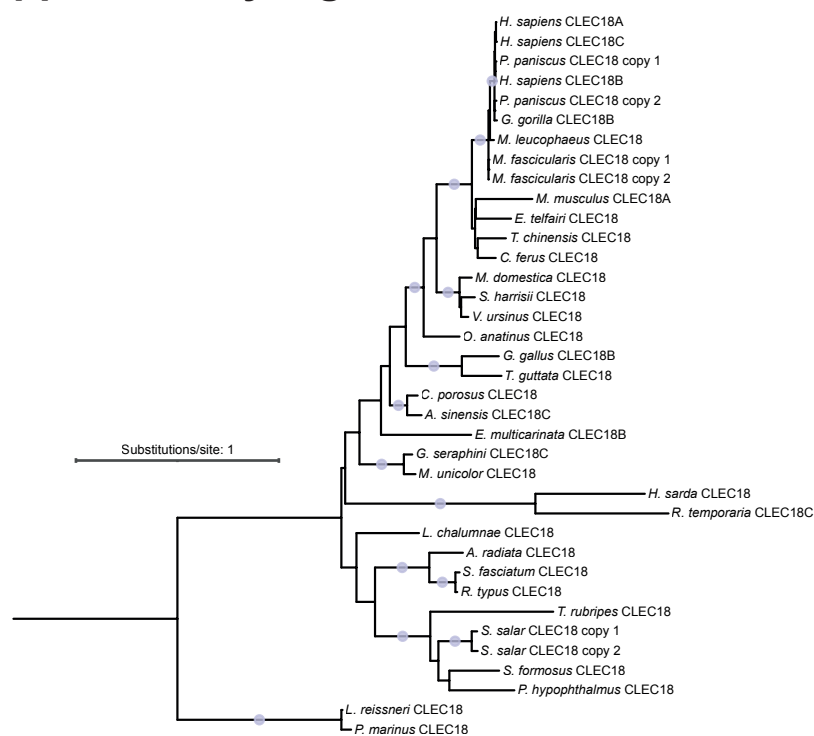 H. sapiens CLEC18A
H. sapiens CLEC18C
P. paniscus CLEC18 copy 1
H. sapiens CLEC18B
P. paniscus CLEC18 copy 2
G. gorilla CLEC18B
M. leucophaeus CLEC18
M. fascicularis CLEC18 copy 1
M. fascicularis CLEC18 copy 2
M. musculus CLEC18A
E. telfairi CLEC18
T. chinensis CLEC18
C. ferus CLEC18
M. domestica CLEC18
S. harrisii CLEC18
V. ursinus CLEC18
O. anatinus CLEC18
G. gallus CLEC18B
T. guttata CLEC18
C. porosus CLEC18
A. sinensis CLEC18C
E. multicarinata CLEC18B
Substitutions/site: 1
G. seraphini CLEC18C
M. unicolor CLEC18
H. sarda CLEC18
R. temporaria CLEC18C
L. chalumnae CLEC18
A. radiata CLEC18
S. fasciatum CLEC18
R. typus CLEC18
T. rubripes CLEC18
S. salar CLEC18 copy 1
S. salar CLEC18 copy 2
S. formosus CLEC18
P. hypophthalmus CLEC18
L. reissneri CLEC18
P. marinus CLEC18